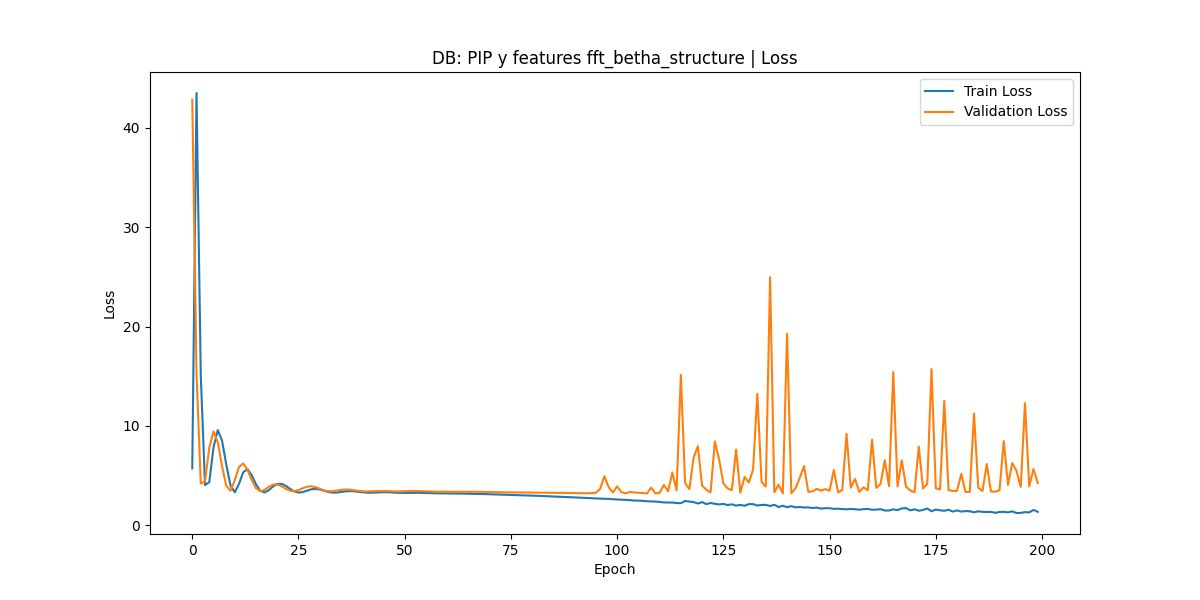 DB: PIP y features fft_betha_structure | Loss
Train Loss
Validation Loss
Loss
40
30
20
10
0
0 25 50 75 100 125 150 175 200
Epoch